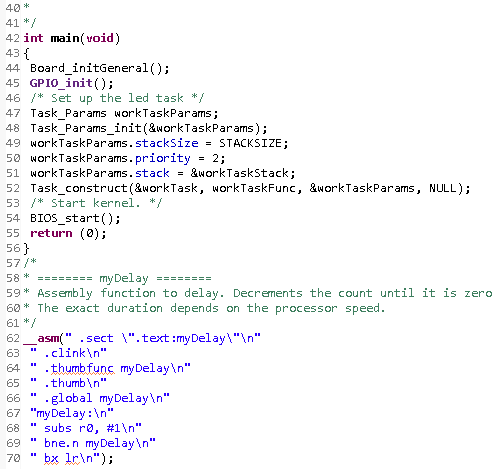 40 *
41 */
42 int main(void)
43 {
44 Board_initGeneral();
45 GPIO_init();
46 /* Set up the led task */
47 Task_Params workTaskParams;
48 Task_Params_init(&workTaskParams);
49 workTaskParams.stackSize = STACKSIZE;
50 workTaskParams.priority = 2;
51 workTaskParams.stack = &workTaskStack;
52 Task_construct(&workTask, workTaskFunc, &workTaskParams, NULL);
53 /* Start kernel. */
54 BIOS_start();
55 return (0);
56 }
57 /*
58 * ======== myDelay ========
59 * Assembly function to delay. Decrements the count until it is zero
60 * The exact duration depends on the processor speed.
61 */
62 __asm(" .sect \".text:myDelay\"\n"
63 " .clink\n"
64 " .thumbfunc myDelay\n"
65 " .thumb\n"
66 " .global myDelay\n"
67 "myDelay:\n"
68 " subs r0, #1\n"
69 " bne.n myDelay\n"
70 " bx lr\n");